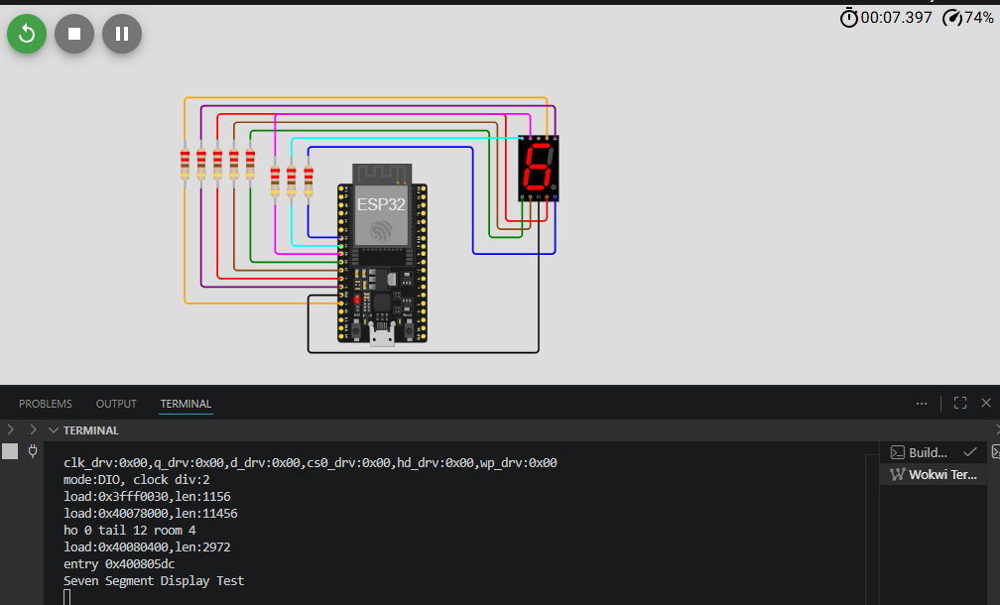 00:07.397 74%
ESP32
PROBLEMS OUTPUT TERMINAL
TERMINAL
clk_drv:0x00,q_drv:0x00,d_drv:0x00,cs0_drv:0x00,hd_drv:0x00,wp_drv:0x00
mode:DIO, clock div:2
load:0x3fff0030,len:1156
load:0x40078000,len:11456
ho 0 tail 12 room 4
load:0x40080400,len:2972
entry 0x400805dc
Seven Segment Display Test
Build...
Wokwi Ter...
6